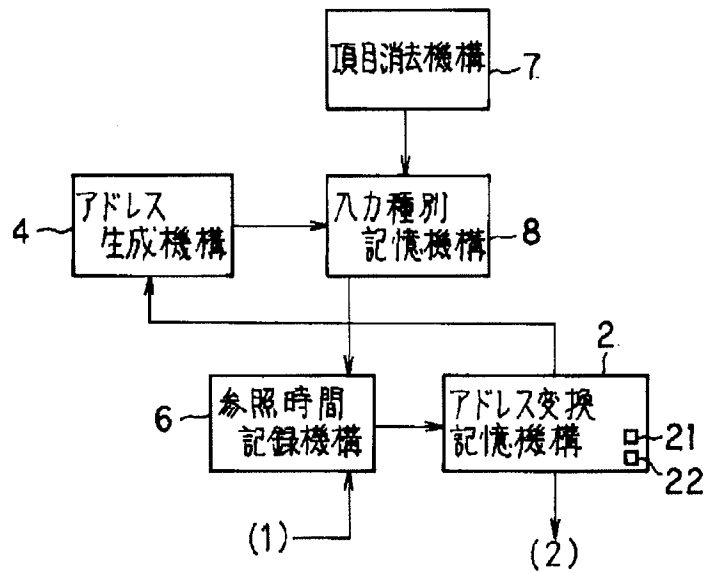 項目消去機構
7
アドレス
生成機構
4
入力種別
記憶機構
8
参照時間
記録機構
6
アドレス変換
記憶機構
2
21
22
(1)
(2)